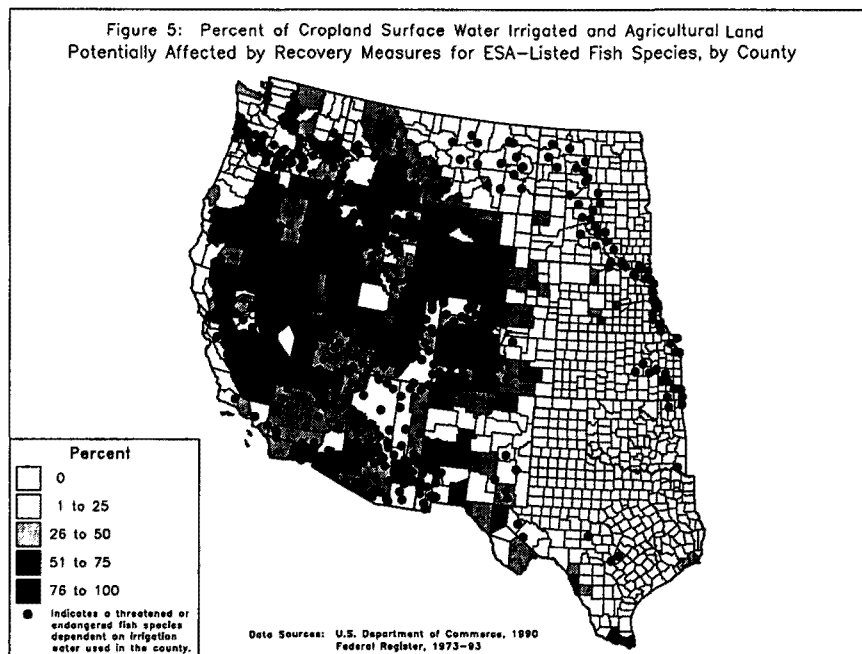 Figure 5: Percent of Cropland Surface Water Irrigated and Agricultural Land
Potentially Affected by Recovery Measures for ESA-Listed Fish Species, by County
Percent
0
1 to 25
26 to 50
51 to 75
76 to 100
Indicates a threatened or
endangered fish species
dependent on irrigation
water used in the county.
Data Sources: U.S. Department of Commerce, 1990
Federal Register, 1973-93